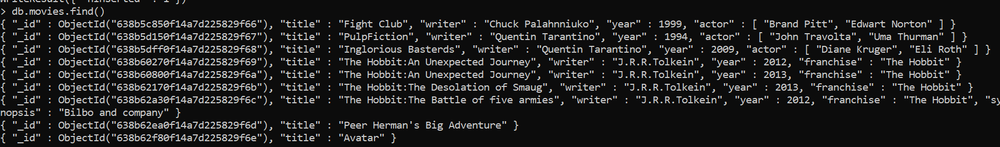 WriteResult({ "nInserted" : 1 })
> db.movies.find()
{ "_id" : ObjectId("638b5c850f14a7d225829f66"), "title" : "Fight Club", "writer" : "Chuck Palahnniuko", "year" : 1999, "actor" : [ "Brand Pitt", "Edwart Norton" ] }
{ "_id" : ObjectId("638b5d150f14a7d225829f67"), "title" : "PulpFiction", "writer" : "Quentin Tarantino", "year" : 1994, "actor" : [ "John Travolta", "Uma Thurman" ] }
{ "_id" : ObjectId("638b5dff0f14a7d225829f68"), "title" : "Inglorious Basterds", "writer" : "Quentin Tarantino", "year" : 2009, "actor" : [ "Diane Kruger", "Eli Roth" ] }
{ "_id" : ObjectId("638b60270f14a7d225829f69"), "title" : "The Hobbit:An Unexpected Journey", "writer" : "J.R.R.Tolkein", "year" : 2012, "franchise" : "The Hobbit" }
{ "_id" : ObjectId("638b60800f14a7d225829f6a"), "title" : "The Hobbit:An Unexpected Journey", "writer" : "J.R.R.Tolkein", "year" : 2013, "franchise" : "The Hobbit" }
{ "_id" : ObjectId("638b62170f14a7d225829f6b"), "title" : "The Hobbit:The Desolation of Smaug", "writer" : "J.R.R.Tolkein", "year" : 2013, "franchise" : "The Hobbit" }
{ "_id" : ObjectId("638b62a30f14a7d225829f6c"), "title" : "The Hobbit:The Battle of five armies", "writer" : "J.R.R.Tolkein", "year" : 2012, "franchise" : "The Hobbit", "sy
nopsis" : "Bilbo and company" }
{ "_id" : ObjectId("638b62ea0f14a7d225829f6d"), "title" : "Peer Herman's Big Adventure" }
{ "_id" : ObjectId("638b62f80f14a7d225829f6e"), "title" : "Avatar" }